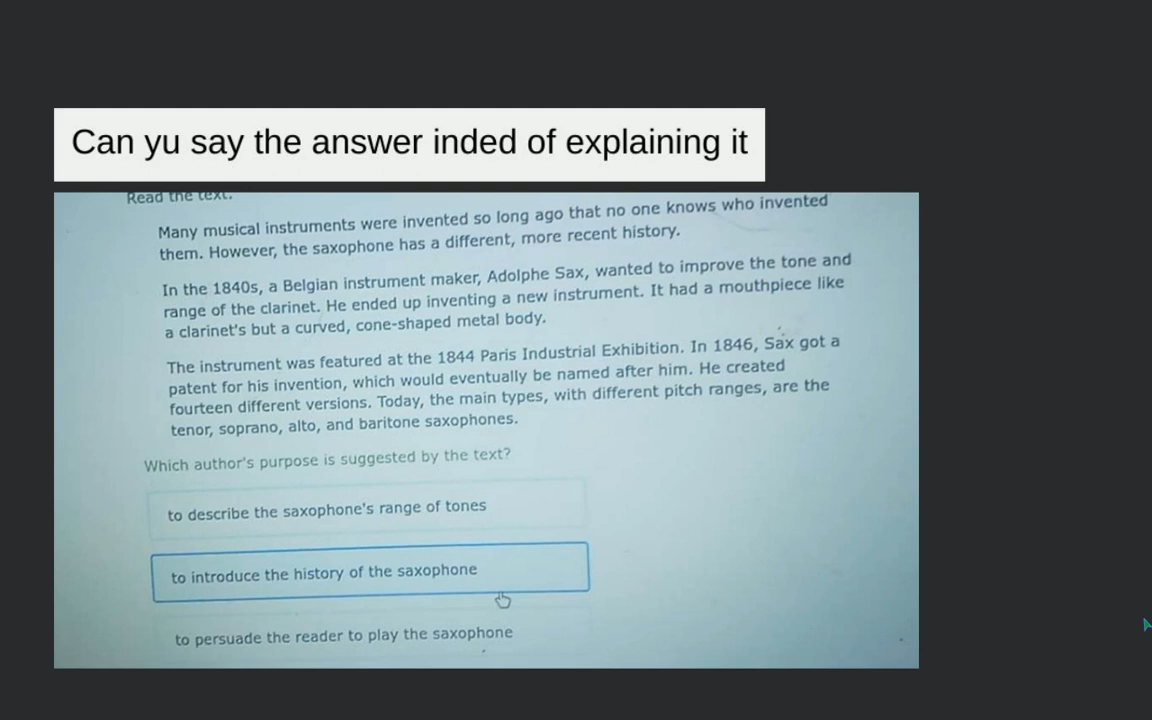 Can yu say the answer inded of explaining it
Read the text.
Many musical instruments were invented so long ago that no one knows who invented
them. However, the saxophone has a different, more recent history.
In the 1840s, a Belgian instrument maker, Adolphe Sax, wanted to improve the tone and
range of the clarinet. He ended up inventing a new instrument. It had a mouthpiece like
a clarinet's but a curved, cone-shaped metal body.
The instrument was featured at the 1844 Paris Industrial Exhibition. In 1846, Sax got a
patent for his invention, which would eventually be named after him. He created
fourteen different versions. Today, the main types, with different pitch ranges, are the
tenor, soprano, alto, and baritone saxophones.
Which author's purpose is suggested by the text?
to describe the saxophone's range of tones
to introduce the history of the saxophone
to persuade the reader to play the saxophone